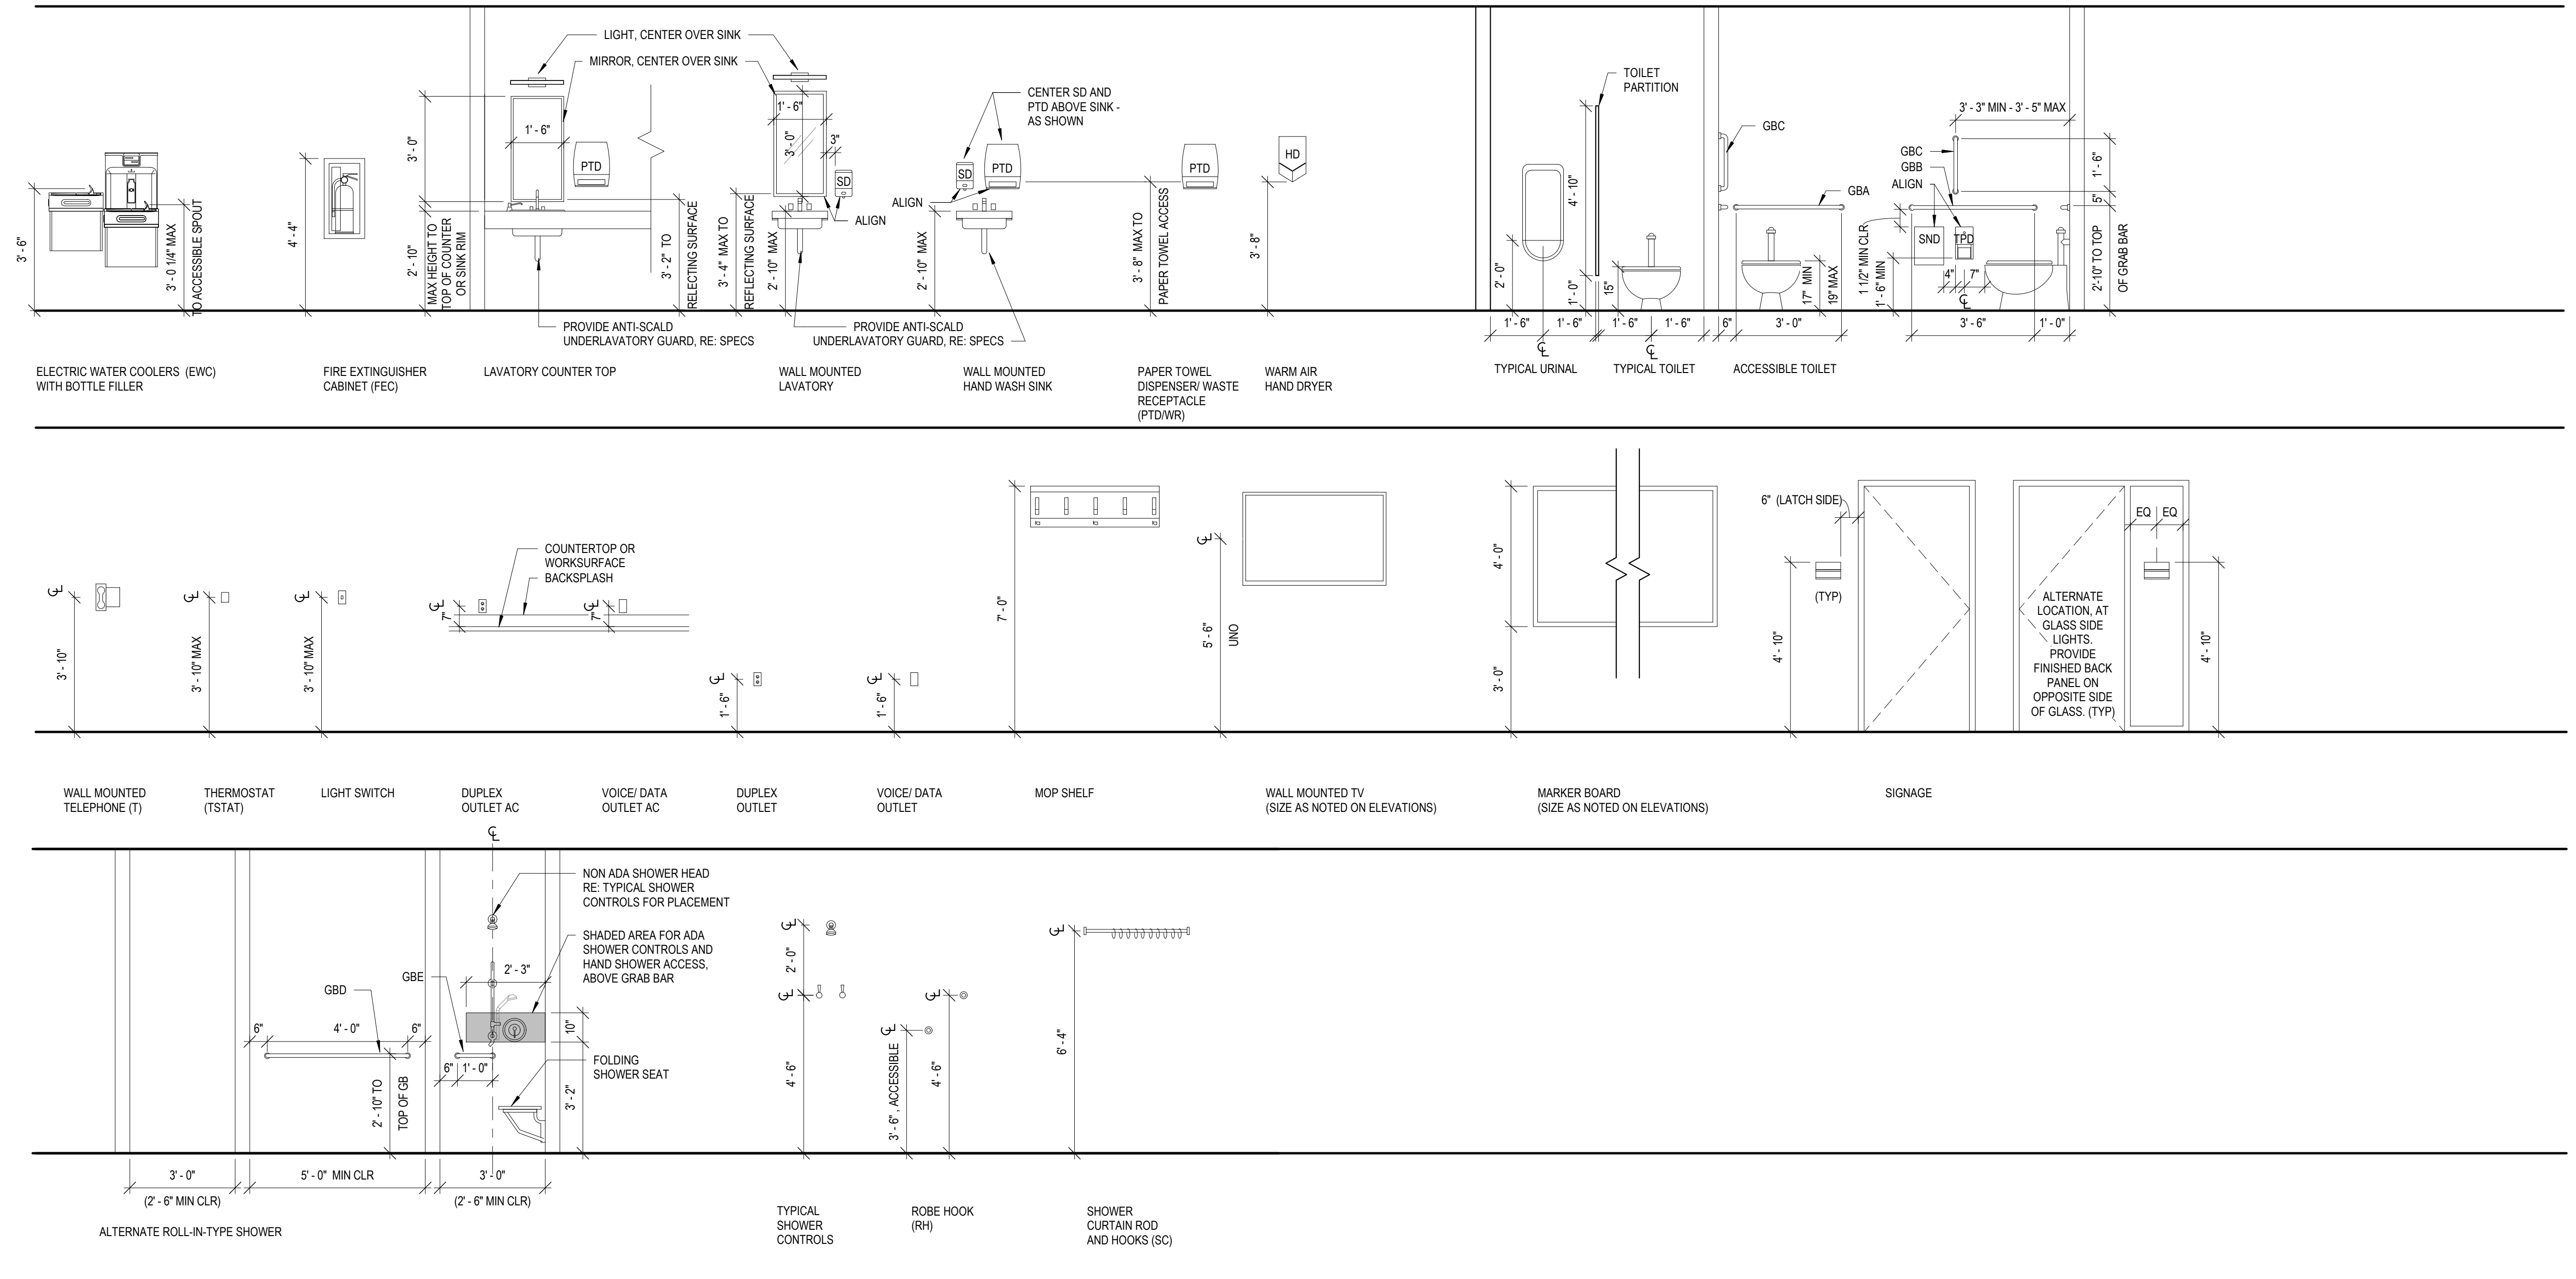 LIGHT, CENTER OVER SINK
MIRROR, CENTER OVER SINK
1' - 6"
3' - 0"
PTD
1' - 6"
3' - 0"
3"
SD
ALIGN
CENTER SD AND
PTD ABOVE SINK -
AS SHOWN
SD
PTD
ALIGN
PTD
HD
3' - 6"
3' - 0 1/4" MAX
TO ACCESSIBLE SPOUT
4' - 4"
2' - 10"
MAX HEIGHT TO
TOP OF COUNTER
OR SINK RIM
3' - 2" TO
RELECTING SURFACE
3' - 4" MAX TO
REFLECTING SURFACE
2' - 10" MAX
2' - 10" MAX
3' - 8" MAX TO
PAPER TOWEL ACCESS
3' - 8"
PROVIDE ANTI-SCALD
UNDERLAVATORY GUARD, RE: SPECS
PROVIDE ANTI-SCALD
UNDERLAVATORY GUARD, RE: SPECS
TOILET
PARTITION
4' - 10"
2' - 0"
1' - 0"
15"
GBC
GBA
17" MIN
19" MAX
3' - 3" MIN - 3' - 5" MAX
GBC
GBB
ALIGN
SND
TPD
1 1/2" MIN CLR
1' - 6" MIN
4"
7"
CL
1' - 6"
5"
2'- 10" TO TOP
OF GRAB BAR
1' - 6"
1' - 6"
1' - 6"
1' - 6"
6"
3' - 0"
3' - 6"
1' - 0"
CL
CL
ELECTRIC WATER COOLERS (EWC)
WITH BOTTLE FILLER
FIRE EXTINGUISHER
CABINET (FEC)
LAVATORY COUNTER TOP
WALL MOUNTED
LAVATORY
WALL MOUNTED
HAND WASH SINK
PAPER TOWEL
DISPENSER/ WASTE
RECEPTACLE
(PTD/WR)
WARM AIR
HAND DRYER
TYPICAL URINAL
TYPICAL TOILET
ACCESSIBLE TOILET
CL
3' - 10"
CL
3' - 10" MAX
CL
3' - 10" MAX
COUNTERTOP OR
WORKSURFACE
BACKSPLASH
CL
7"
CL
7"
CL
1' - 6"
CL
1' - 6"
7' - 0"
CL
5' - 6"
UNO
4' - 0"
3' - 0"
6" (LATCH SIDE)
(TYP)
4' - 10"
EQ
EQ
ALTERNATE
LOCATION, AT
GLASS SIDE
LIGHTS.
PROVIDE
FINISHED BACK
PANEL ON
OPPOSITE SIDE
OF GLASS. (TYP)
4' - 10"
WALL MOUNTED
TELEPHONE (T)
THERMOSTAT
(TSTAT)
LIGHT SWITCH
DUPLEX
OUTLET AC
VOICE/ DATA
OUTLET AC
DUPLEX
OUTLET
VOICE/ DATA
OUTLET
MOP SHELF
WALL MOUNTED TV
(SIZE AS NOTED ON ELEVATIONS)
MARKER BOARD
(SIZE AS NOTED ON ELEVATIONS)
SIGNAGE
CL
NON ADA SHOWER HEAD
RE: TYPICAL SHOWER
CONTROLS FOR PLACEMENT
SHADED AREA FOR ADA
SHOWER CONTROLS AND
HAND SHOWER ACCESS,
ABOVE GRAB BAR
2' - 3"
GBE
GBD
6"
4' - 0"
6"
10"
FOLDING
SHOWER SEAT
6"
1' - 0"
2' - 10" TO
TOP OF GB
3' - 2"
CL
2' - 0"
CL
4' - 6"
CL
3' - 6" , ACCESSIBLE
CL
4' - 6"
CL
6' - 4"
3' - 0"
(2' - 6" MIN CLR)
5' - 0" MIN CLR
3' - 0"
(2' - 6" MIN CLR)
ALTERNATE ROLL-IN-TYPE SHOWER
TYPICAL
SHOWER
CONTROLS
ROBE HOOK
(RH)
SHOWER
CURTAIN ROD
AND HOOKS (SC)